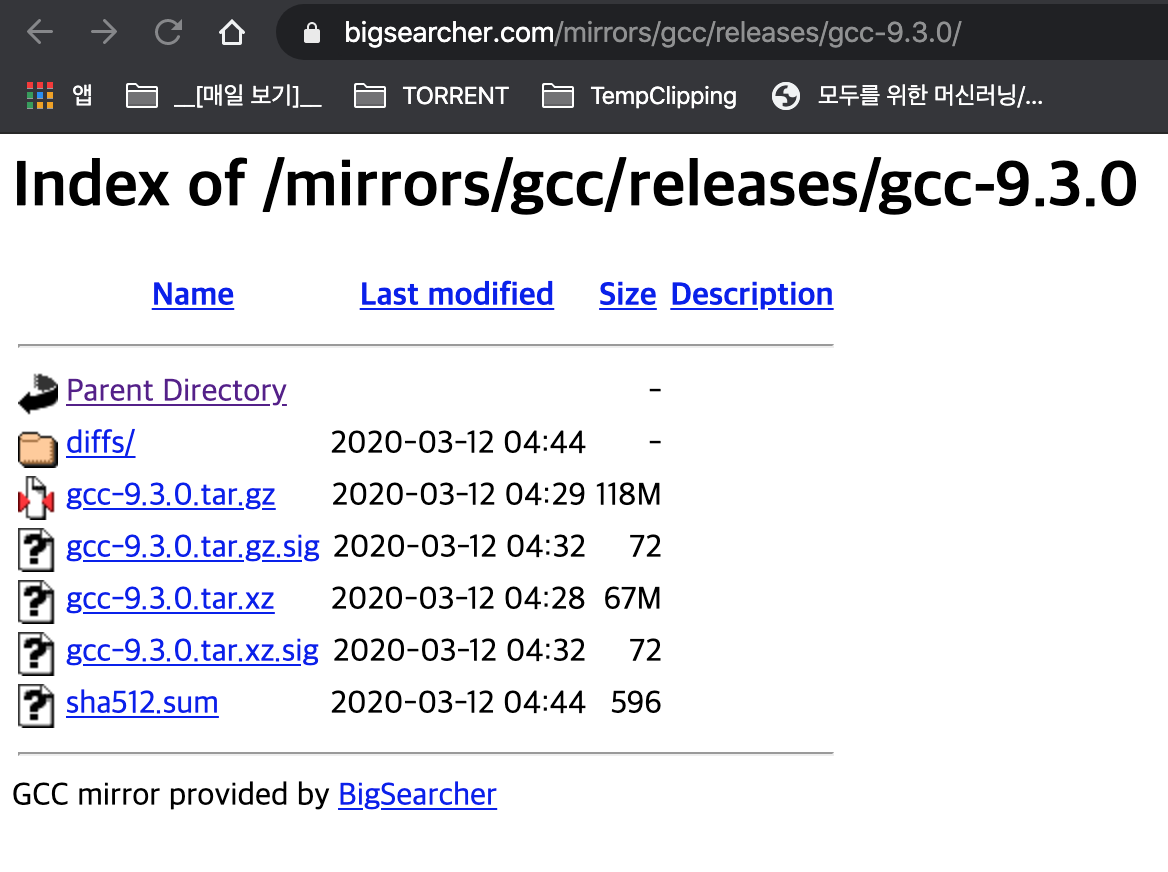 bigsearcher.com/mirrors/gcc/releases/gcc-9.3.0/
앱 __[매일 보기]__ TORRENT TempClipping 모두를 위한 머신러닝/...
Index of /mirrors/gcc/releases/gcc-9.3.0
Name Last modified Size Description
Parent Directory -
diffs/ 2020-03-12 04:44 -
gcc-9.3.0.tar.gz 2020-03-12 04:29 118M
gcc-9.3.0.tar.gz.sig 2020-03-12 04:32 72
gcc-9.3.0.tar.xz 2020-03-12 04:28 67M
gcc-9.3.0.tar.xz.sig 2020-03-12 04:32 72
sha512.sum 2020-03-12 04:44 596
GCC mirror provided by BigSearcher